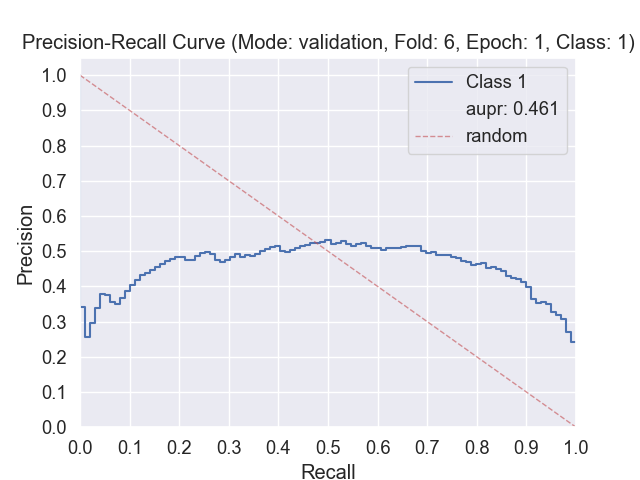 Precision-Recall Curve (Mode: validation, Fold: 6, Epoch: 1, Class: 1)
Class 1
aupr: 0.461
random
Precision
1.0
0.9
0.8
0.7
0.6
0.5
0.4
0.3
0.2
0.1
0.0
0.0 0.1 0.2 0.3 0.4 0.5 0.6 0.7 0.8 0.9 1.0
Recall